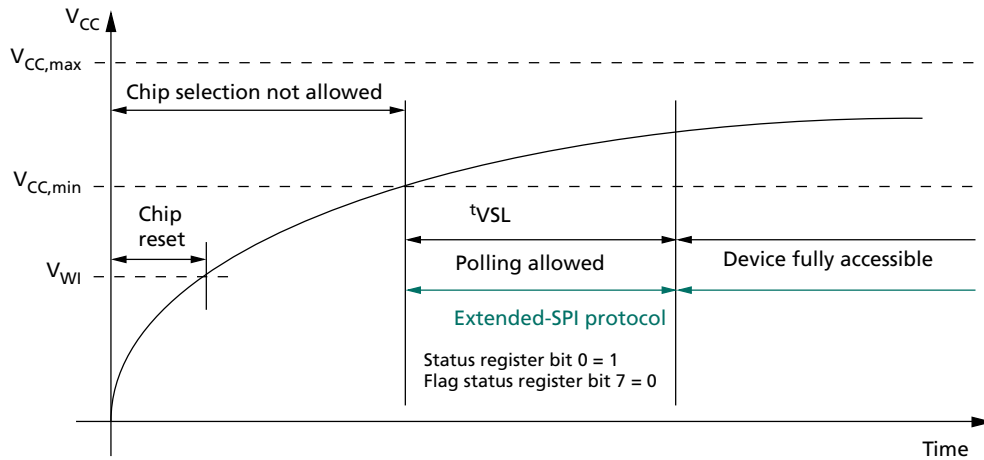 VCC
VCC,max
Chip selection not allowed
VCC,min
Chip
reset
tVSL
VWI
Polling allowed
Device fully accessible
Extended-SPI protocol
Status register bit 0 = 1
Flag status register bit 7 = 0
Time